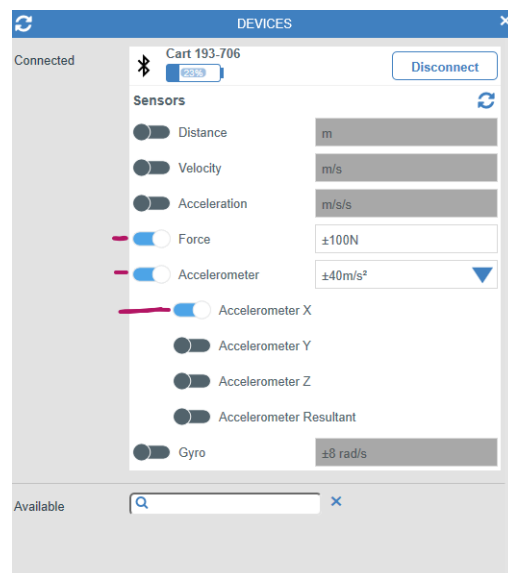 DEVICES
Connected
Cart 193-706
23%
Disconnect
Sensors
Distance
m
Velocity
m/s
Acceleration
m/s/s
Force
±100N
Accelerometer
±40m/s²
Accelerometer X
Accelerometer Y
Accelerometer Z
Accelerometer Resultant
Gyro
±8 rad/s
Available